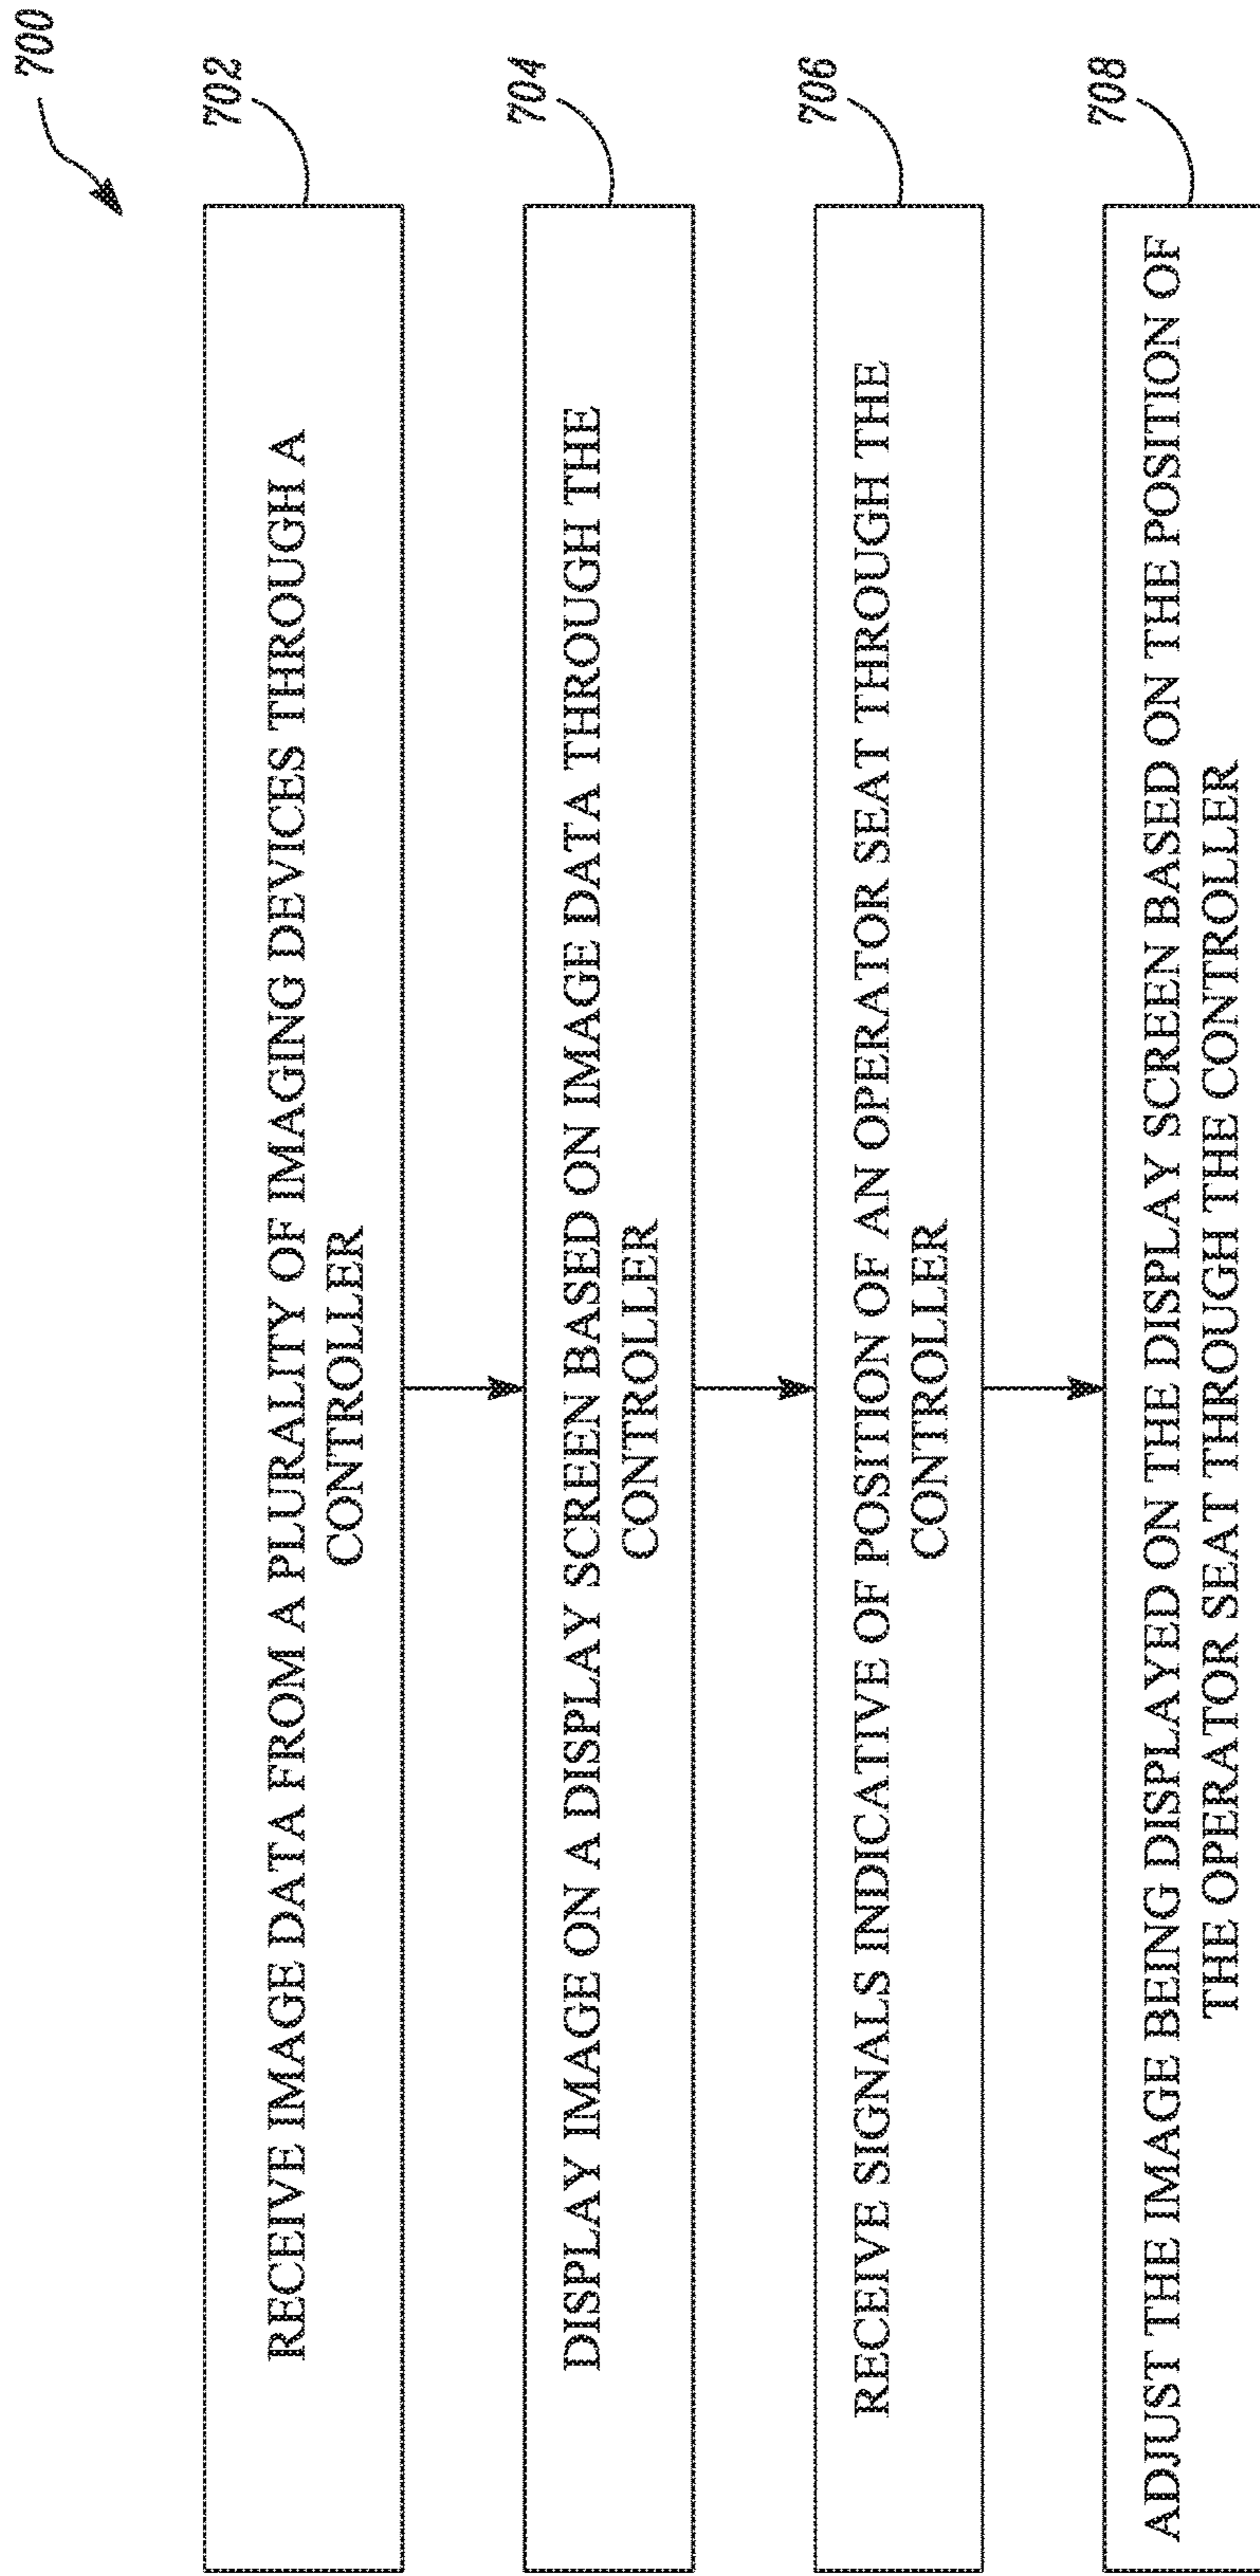 700
702
RECEIVE IMAGE DATA FROM A PLURALITY OF IMAGING DEVICES THROUGH A
CONTROLLER
704
DISPLAY IMAGE ON A DISPLAY SCREEN BASED ON IMAGE DATA THROUGH THE
CONTROLLER
706
RECEIVE SIGNALS INDICATIVE OF POSITION OF AN OPERATOR SEAT THROUGH THE
CONTROLLER
708
ADJUST THE IMAGE BEING DISPLAYED ON THE DISPLAY SCREEN BASED ON THE POSITION OF
THE OPERATOR SEAT THROUGH THE CONTROLLER